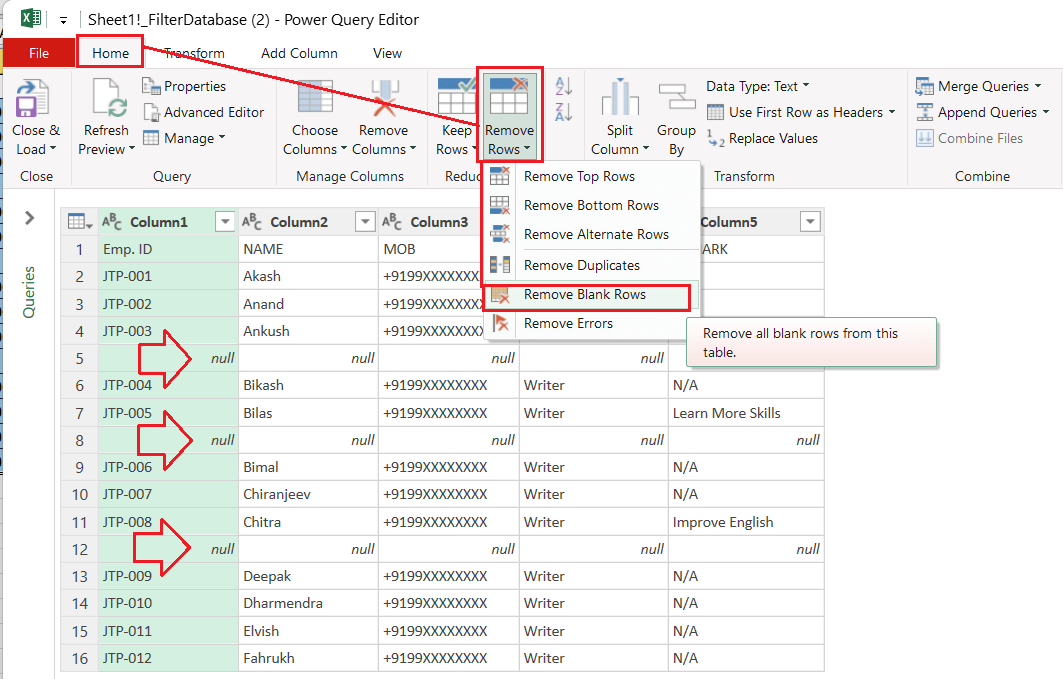 Sheet1!_FilterDatabase (2) - Power Query Editor
File Home Transform Add Column View
Close & Load
Refresh Preview
Properties
Advanced Editor
Manage
Choose Columns
Remove Columns
Keep Rows
Remove Rows
Split Column
Group By
Data Type: Text
Use First Row as Headers
Replace Values
Merge Queries
Append Queries
Combine Files
Close Query Manage Columns Reduc Transform Combine
Remove Top Rows
Remove Bottom Rows
Remove Alternate Rows
Remove Duplicates
Remove Blank Rows
Remove Errors
Remove all blank rows from this
table.
Queries
Column1 Column2 Column3 Column5
1 Emp. ID NAME MOB ARK
2 JTP-001 Akash +9199XXXXXXXX
3 JTP-002 Anand +9199XXXXXXXX
4 JTP-003 Ankush +9199XXXXXXXX
5 null null null null
6 JTP-004 Bikash +9199XXXXXXXX Writer N/A
7 JTP-005 Bilas +9199XXXXXXXX Writer Learn More Skills
8 null null null null null
9 JTP-006 Bimal +9199XXXXXXXX Writer N/A
10 JTP-007 Chiranjeev +9199XXXXXXXX Writer N/A
11 JTP-008 Chitra +9199XXXXXXXX Writer Improve English
12 null null null null null
13 JTP-009 Deepak +9199XXXXXXXX Writer N/A
14 JTP-010 Dharmendra +9199XXXXXXXX Writer N/A
15 JTP-011 Elvish +9199XXXXXXXX Writer N/A
16 JTP-012 Fahrukh +9199XXXXXXXX Writer N/A